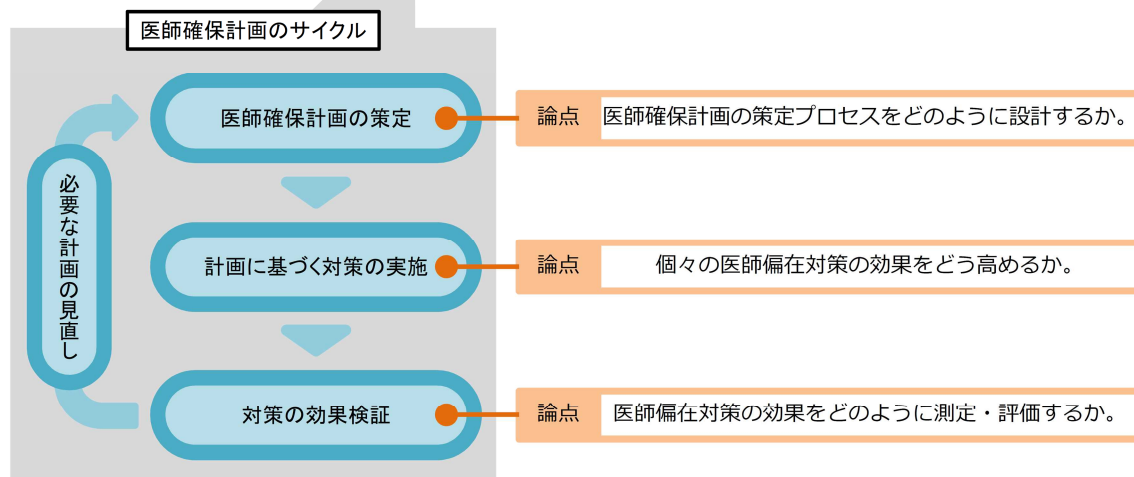 医師確保計画のサイクル
医師確保計画の策定
論点 医師確保計画の策定プロセスをどのように設計するか。
必要な計画の見直し
計画に基づく対策の実施
論点 個々の医師偏在対策の効果をどう高めるか。
対策の効果検証
論点 医師偏在対策の効果をどのように測定・評価するか。